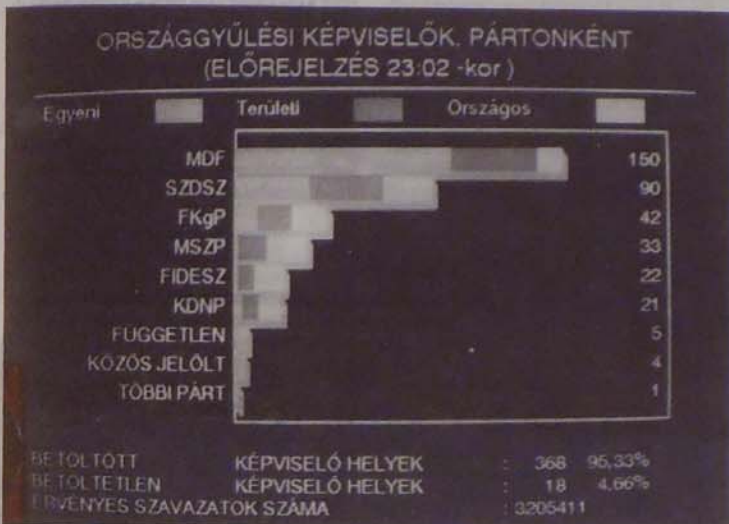 ORSZÁGGYŰLÉSI KÉPVISELŐK. PÁRTONKÉNT
(ELŐREJELZÉS 23:02 -kor )
Egyeni Területi Országos
MDF 150
SZDSZ 90
FKgP 42
MSZP 33
FIDESZ 22
KDNP 21
FÜGGETLEN 5
KÖZÖS JELÖLT 4
TÖBBI PÁRT 1
BETÖLTÖTT KÉPVISELŐ HELYEK : 368 95,33%
BETÖLTETLEN KÉPVISELŐ HELYEK : 18 4,66%
ÉRVÉNYES SZAVAZATOK SZÁMA : 3205411